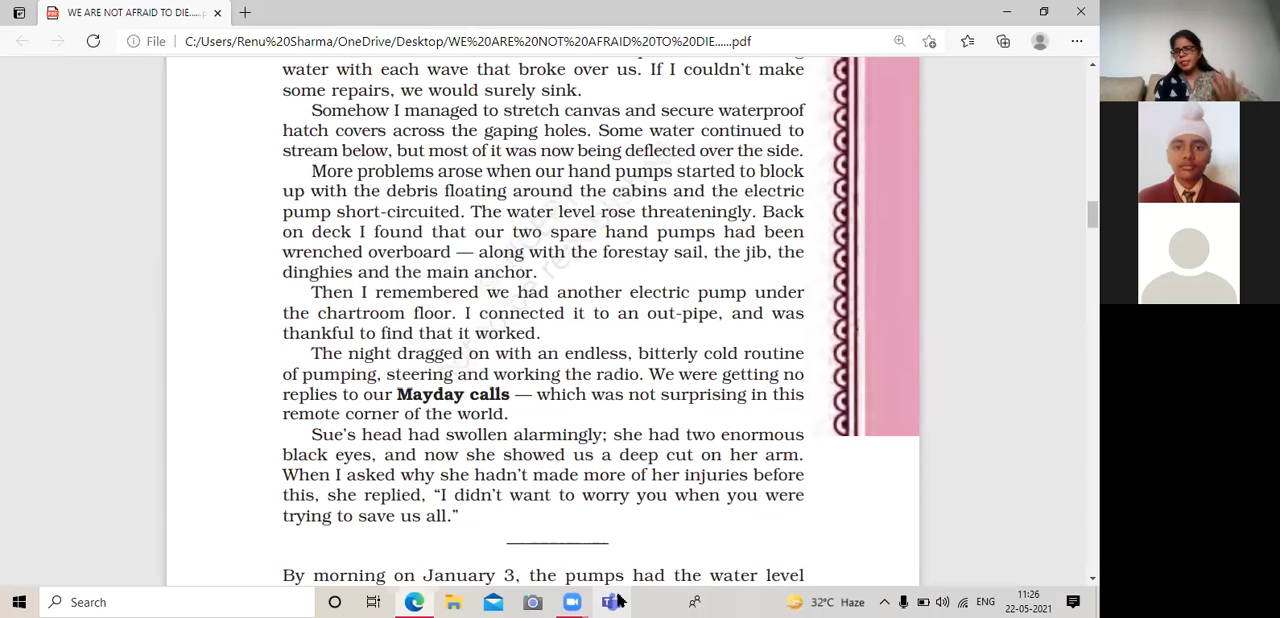 WE ARE NOT AFRAID TO DIE.....p
File
C:/Users/Renu%20Sharma/OneDrive/Desktop/WE%20ARE%20NOT%20AFRAID%20TO%20DIE......pdf
water with each wave that broke over us. If I couldn't make
some repairs, we would surely sink.
Somehow I managed to stretch canvas and secure waterproof
hatch covers across the gaping holes. Some water continued to
stream below, but most of it was now being deflected over the side.
More problems arose when our hand pumps started to block
up with the debris floating around the cabins and the electric
pump short-circuited. The water level rose threateningly. Back
on deck I found that our two spare hand pumps had been
wrenched overboard — along with the forestay sail, the jib, the
dinghies and the main anchor.
Then I remembered we had another electric pump under
the chartroom floor. I connected it to an out-pipe, and was
thankful to find that it worked.
The night dragged on with an endless, bitterly cold routine
of pumping, steering and working the radio. We were getting no
replies to our Mayday calls — which was not surprising in this
remote corner of the world.
Sue's head had swollen alarmingly; she had two enormous
black eyes, and now she showed us a deep cut on her arm.
When I asked why she hadn't made more of her injuries before
this, she replied, “I didn't want to worry you when you were
trying to save us all.”
By morning on January 3, the pumps had the water level
Search
32°C Haze
ENG
11:26
22-05-2021